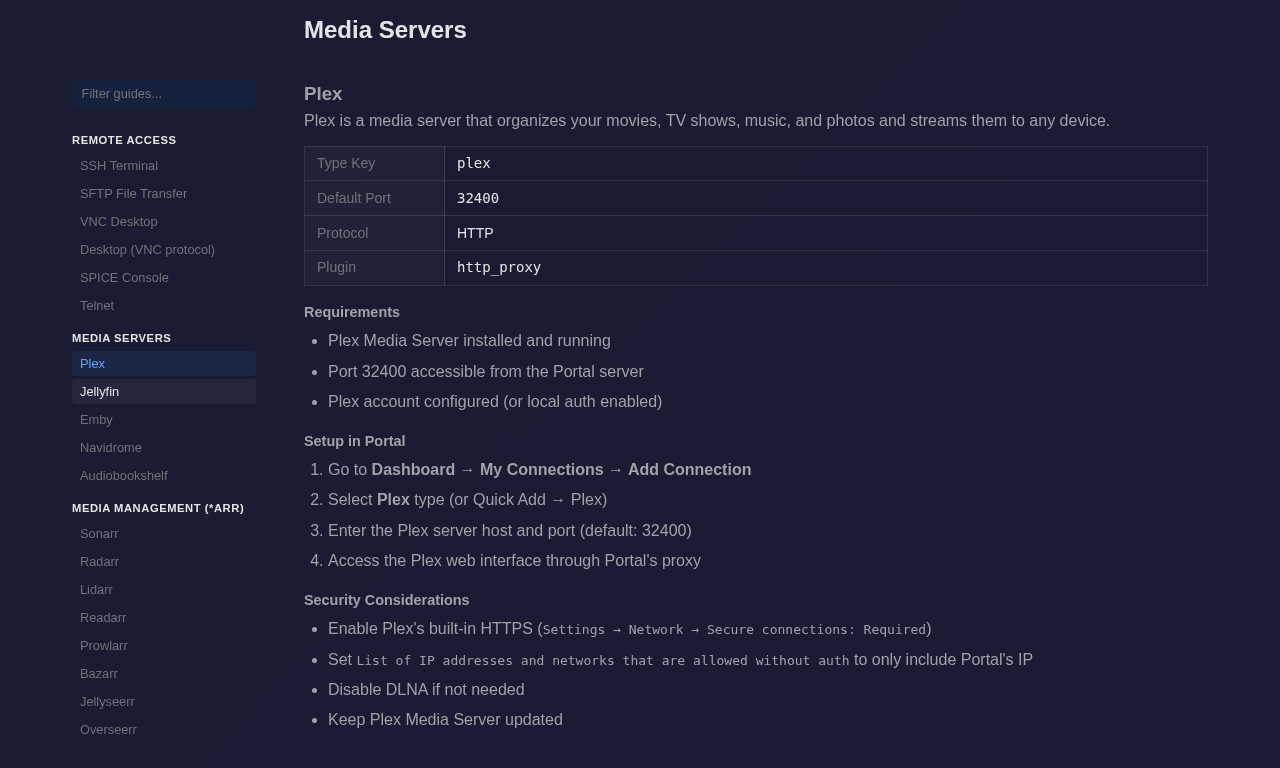 Media Servers
Filter guides...
REMOTE ACCESS
SSH Terminal
SFTP File Transfer
VNC Desktop
Desktop (VNC protocol)
SPICE Console
Telnet
MEDIA SERVERS
Plex
Jellyfin
Emby
Navidrome
Audiobookshelf
MEDIA MANAGEMENT (*ARR)
Sonarr
Radarr
Lidarr
Readarr
Prowlarr
Bazarr
Jellyseerr
Overseerr
Plex
Plex is a media server that organizes your movies, TV shows, music, and photos and streams them to any device.
Type Key plex
Default Port 32400
Protocol HTTP
Plugin http_proxy
Requirements
• Plex Media Server installed and running
• Port 32400 accessible from the Portal server
• Plex account configured (or local auth enabled)
Setup in Portal
1. Go to Dashboard → My Connections → Add Connection
2. Select Plex type (or Quick Add → Plex)
3. Enter the Plex server host and port (default: 32400)
4. Access the Plex web interface through Portal's proxy
Security Considerations
• Enable Plex's built-in HTTPS (Settings → Network → Secure connections: Required)
• Set List of IP addresses and networks that are allowed without auth to only include Portal's IP
• Disable DLNA if not needed
• Keep Plex Media Server updated